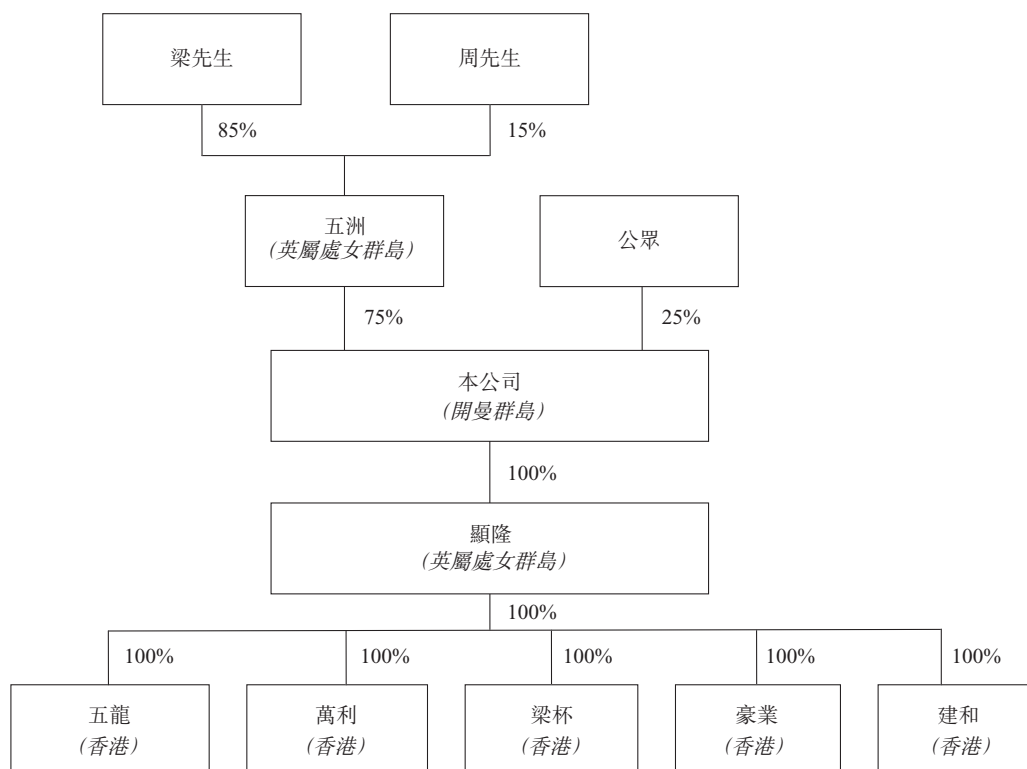 梁先生
周先生
85%
15%
五洲
(英屬處女群島)
公眾
75%
25%
本公司
(開曼群島)
100%
顯隆
(英屬處女群島)
100%
100%
100%
100%
100%
100%
五龍
(香港)
萬利
(香港)
梁杯
(香港)
豪業
(香港)
建和
(香港)